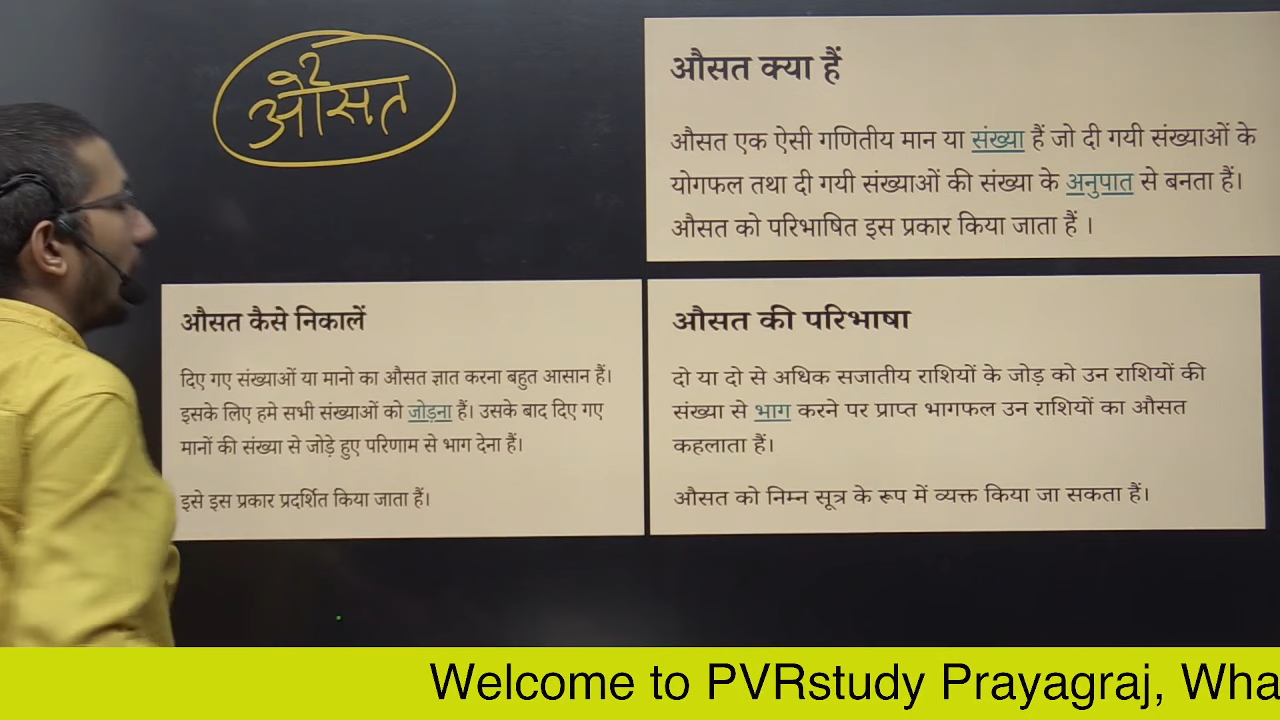 औसत
औसत क्या हैं
औसत एक ऐसी गणितीय मान या संख्या हैं जो दी गयी संख्याओं के
योगफल तथा दी गयी संख्याओं की संख्या के अनुपात से बनता हैं।
औसत को परिभाषित इस प्रकार किया जाता हैं ।
औसत कैसे निकालें
दिए गए संख्याओं या मानो का औसत ज्ञात करना बहुत आसान हैं।
इसके लिए हमे सभी संख्याओं को जोड़ना हैं। उसके बाद दिए गए
मानों की संख्या से जोड़े हुए परिणाम से भाग देना हैं।
इसे इस प्रकार प्रदर्शित किया जाता हैं।
औसत की परिभाषा
दो या दो से अधिक सजातीय राशियों के जोड़ को उन राशियों की
संख्या से भाग करने पर प्राप्त भागफल उन राशियों का औसत
कहलाता हैं।
औसत को निम्न सूत्र के रूप में व्यक्त किया जा सकता हैं।
Welcome to PVRstudy Prayagraj, Wha